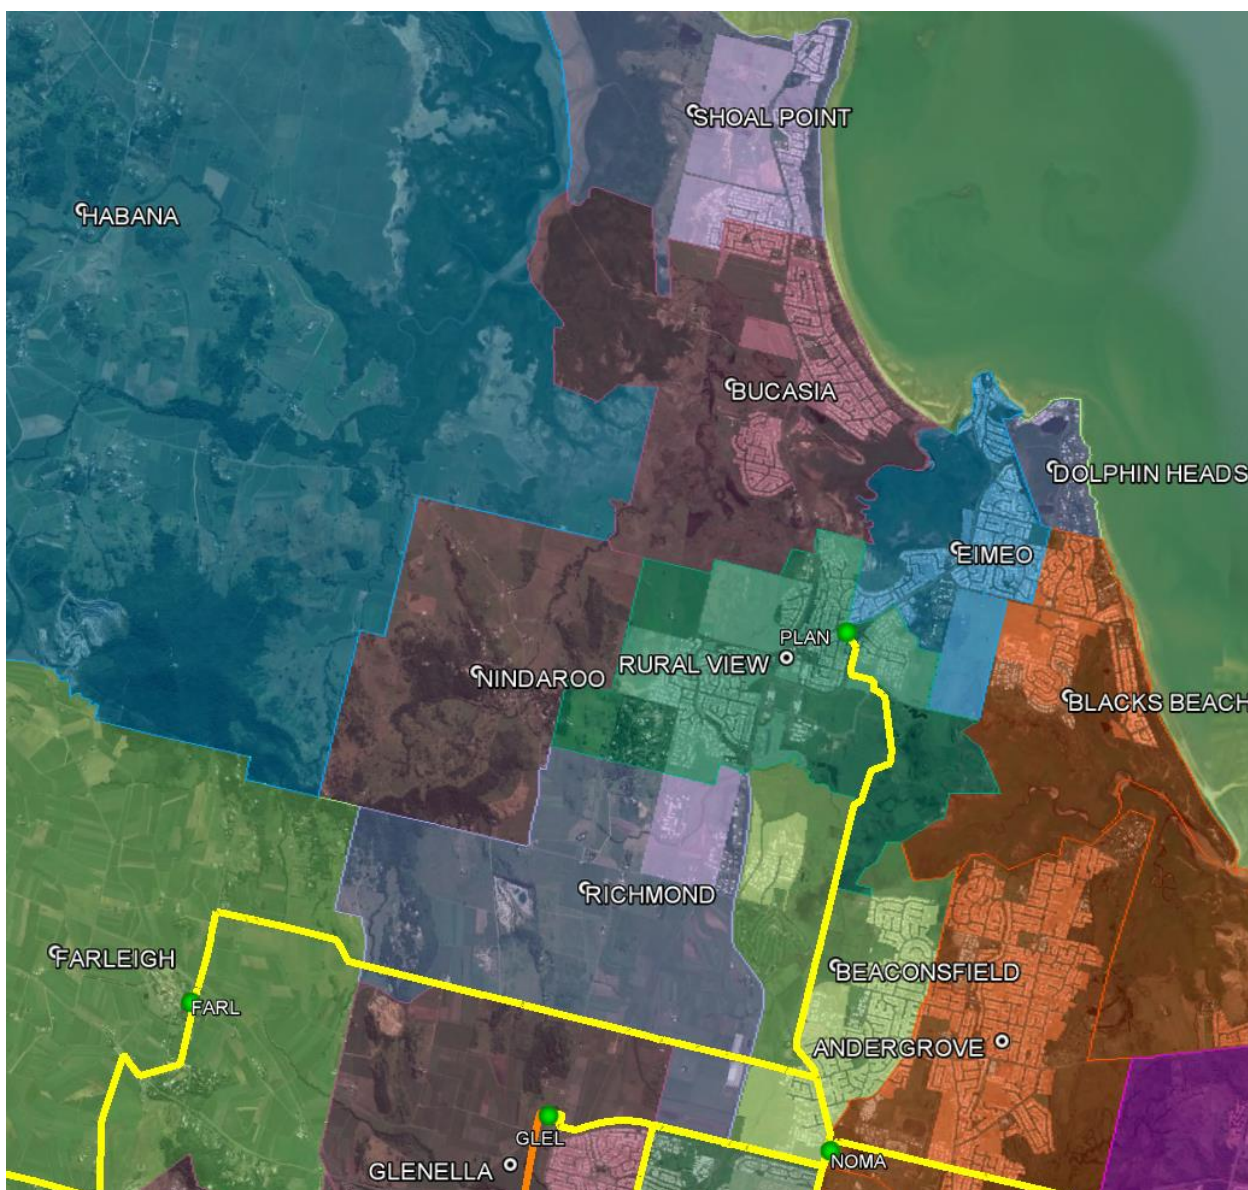 SHOAL POINT
HABANA
BUCASIA
DOLPHIN HEADS
EIMEO
PLAN
RURAL VIEW
NINDAROO
BLACKS BEACH
RICHMOND
FARLEIGH
BEACONSFIELD
FARL
ANDERGROVE
GLEL
NOMA
GLENELLA